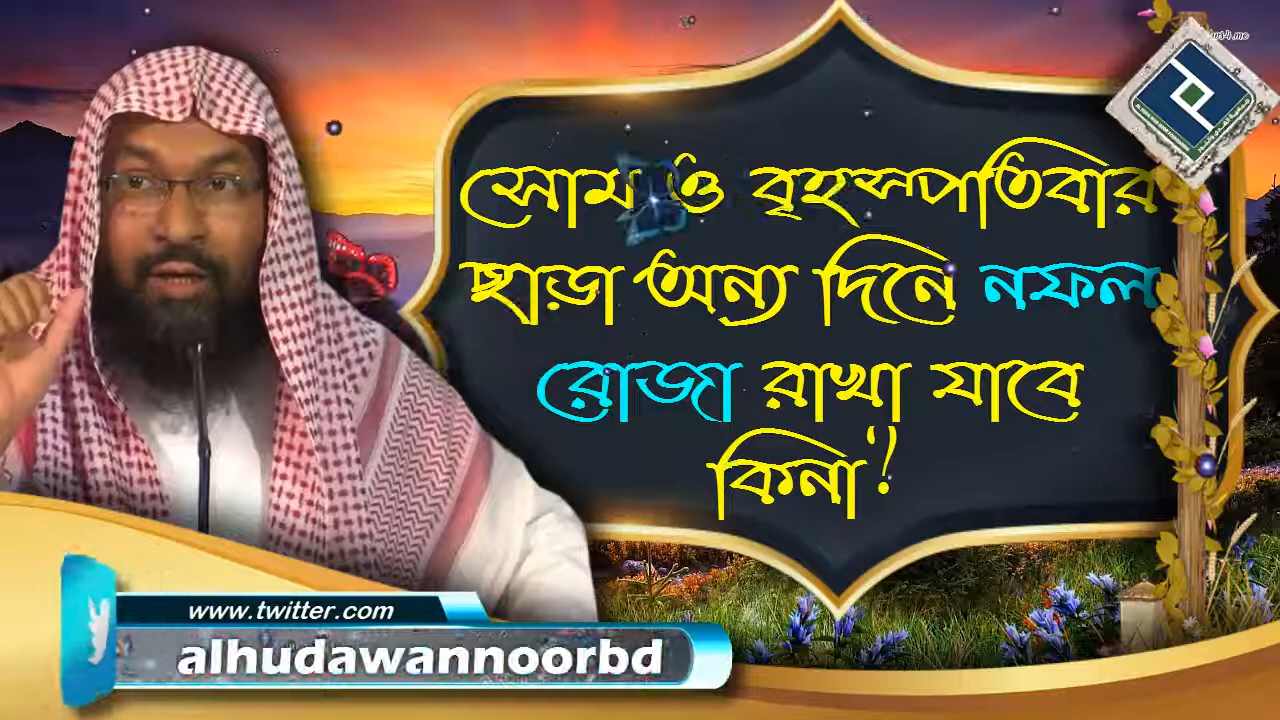 সোম ও বৃহস্পতিবার
ছাড়া অন্য দিনে নফল
রোজা রাখা যাবে
কিনা?
www.twitter.com
alhudawannoorbd